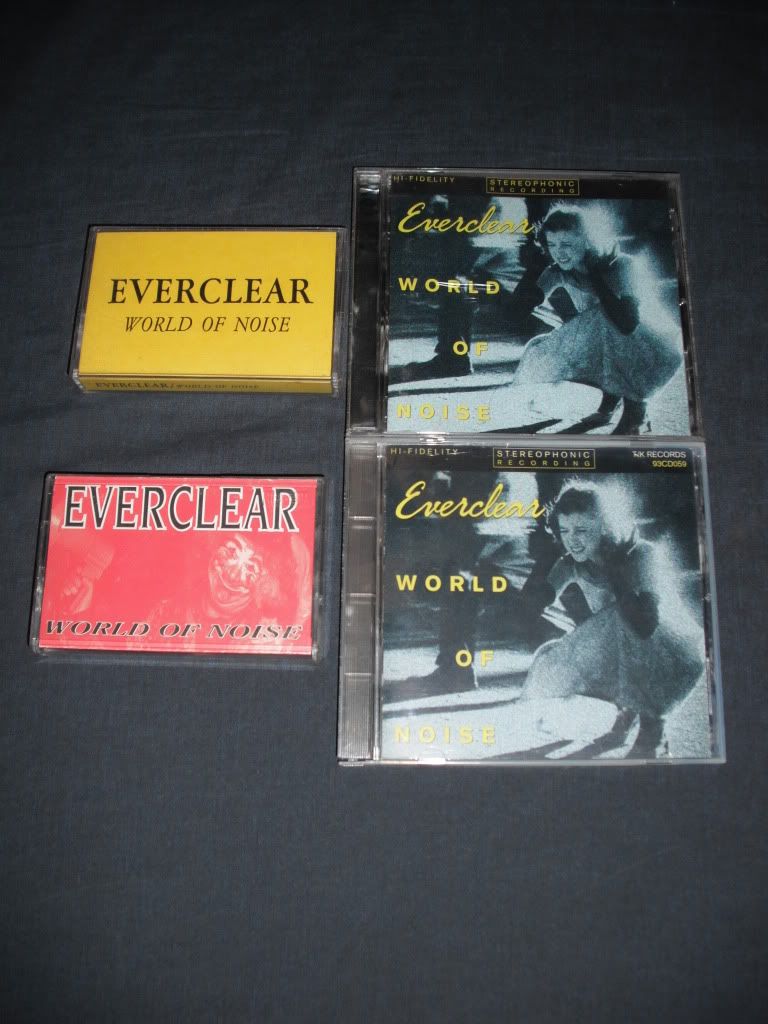 EVERCLEAR
WORLD OF NOISE
EVERCLEAR / WORLD OF NOISE
EVERCLEAR
WORLD OF NOISE
HI-FIDELITY
STEREOPHONIC
RECORDING
Everclear
WORLD
OF
NOISE
HI-FIDELITY
STEREOPHONIC
RECORDING
RECORDS
93CD059
Everclear
WORLD
OF
NOISE